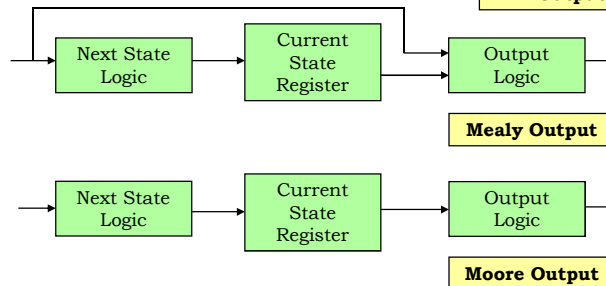 Next State
Logic
Current
State
Register
Output
Logic
Mealy Output
Next State
Logic
Current
State
Register
Output
Logic
Moore Output